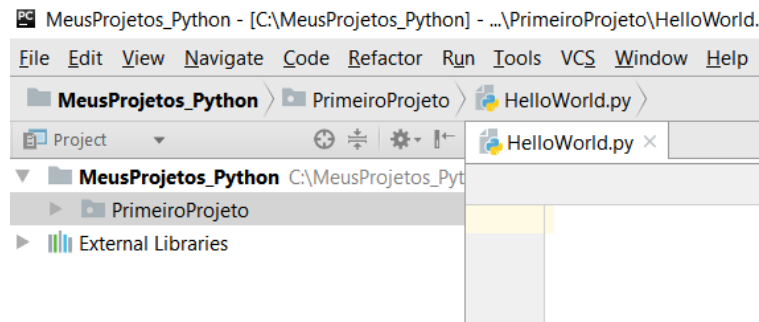 PC MeusProjetos_Python - [C:\MeusProjetos_Python] - ...\PrimeiroProjeto\HelloWorld.
File Edit View Navigate Code Refactor Run Tools VCS Window Help
MeusProjetos_Python PrimeiroProjeto HelloWorld.py
Project HelloWorld.py
MeusProjetos_Python C:\MeusProjetos_Pyt
PrimeiroProjeto
External Libraries